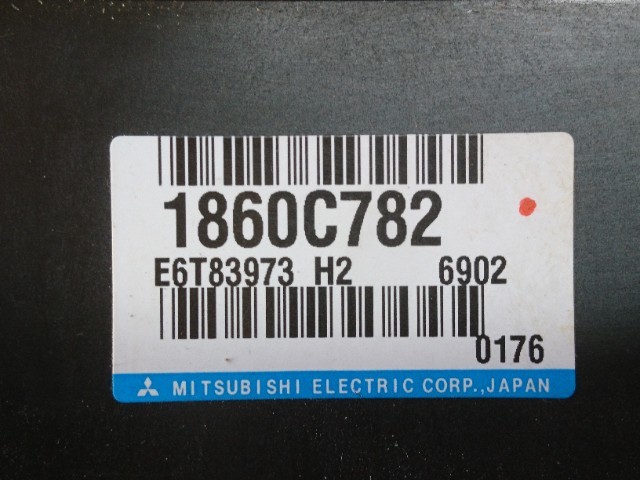 1860C782
E6T83973 H2 6902
0176
MITSUBISHI ELECTRIC CORP.,JAPAN